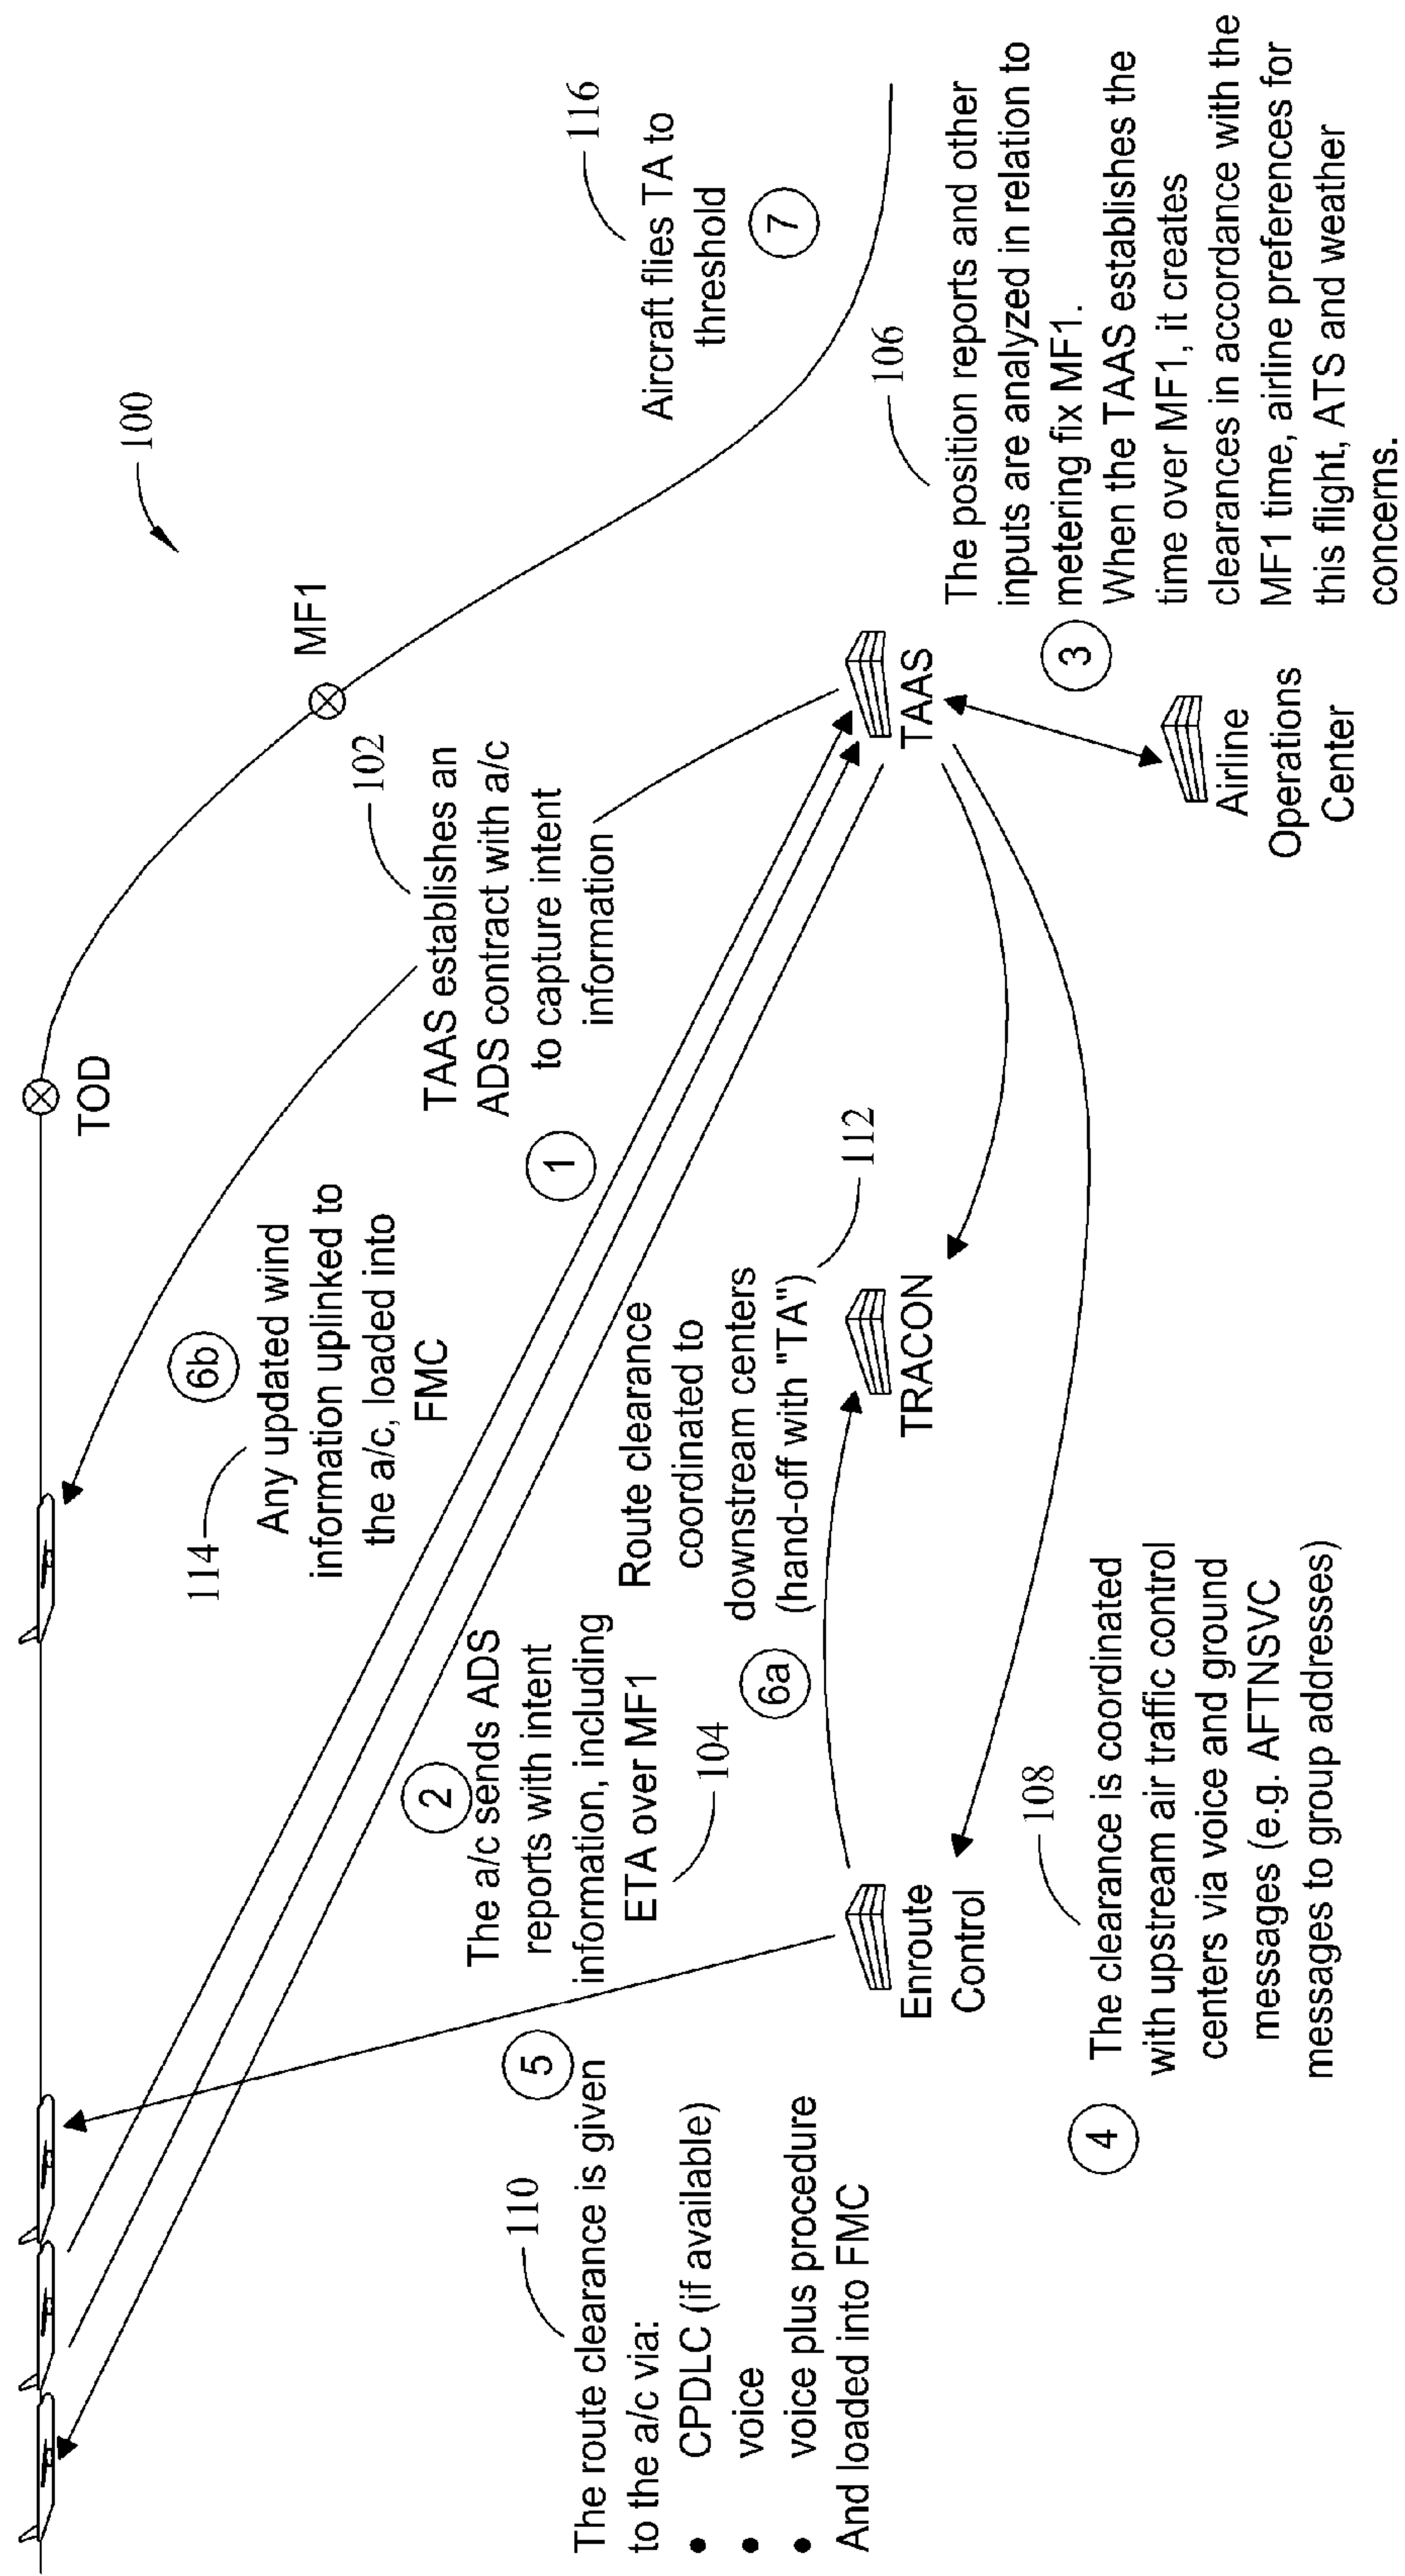 100
TOD
MF1
116
Aircraft flies TA to
threshold
7
114
6b
Any updated wind
information uplinked to
the a/c, loaded into
FMC
102
TAAS establishes an
ADS contract with a/c
to capture intent
information
1
2
The a/c sends ADS
reports with intent
information, including
ETA over MF1
104
110
5
The route clearance is given
to the a/c via:
• CPDLC (if available)
• voice
• voice plus procedure
And loaded into FMC
Route clearance
coordinated to
downstream centers
(hand-off with "TA")
112
6a
Enroute
Control
TRACON
TAAS
106
The position reports and other
inputs are analyzed in relation to
metering fix MF1.
When the TAAS establishes the
time over MF1, it creates
clearances in accordance with the
MF1 time, airline preferences for
this flight, ATS and weather
concerns.
3
108
4
The clearance is coordinated
with upstream air traffic control
centers via voice and ground
messages (e.g. AFTNSVC
messages to group addresses)
Airline
Operations
Center